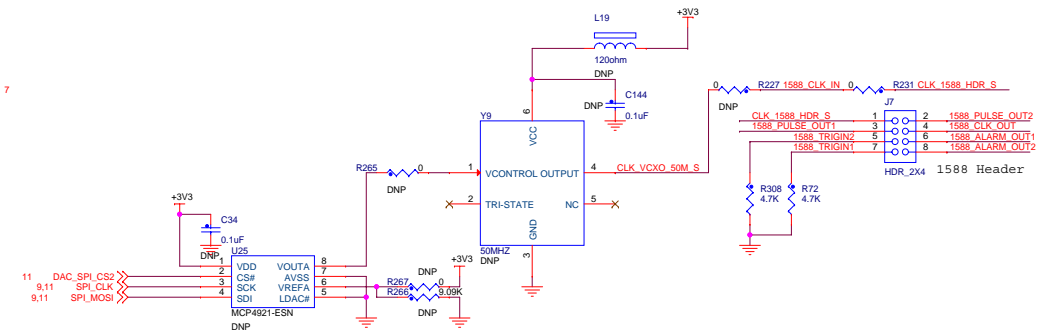 +3V3
L19
120ohm
DNP
7
C144
DNP
0.1uF
0
R227
DNP
1588_CLK_IN
0
R231
CLK_1588_HDR_S
J7
CLK_1588_HDR_S
1
2
1588_PULSE_OUT2
1588_PULSE_OUT1
3
4
1588_CLK_OUT
1588_TRIGIN2
5
6
1588_ALARM_OUT1
1588_TRIGIN1
7
8
1588_ALARM_OUT2
HDR_2X4
1588 Header
R308
4.7K
R72
4.7K
Y9
6
VCC
R265
0
DNP
1
VCONTROL
OUTPUT
4
CLK_VCXO_50M_S
2
TRI-STATE
NC
5
GND
3
50MHZ
DNP
+3V3
C34
0.1uF
DNP
U25
1
VDD
VOUTA
8
11
DAC_SPI_CS2
2
CS#
AVSS
7
9,11
SPI_CLK
3
SCK
VREFA
6
9,11
SPI_MOSI
4
SDI
LDAC#
5
MCP4921-ESN
DNP
DNP
+3V3
R267
0
R266
9.09K
DNP